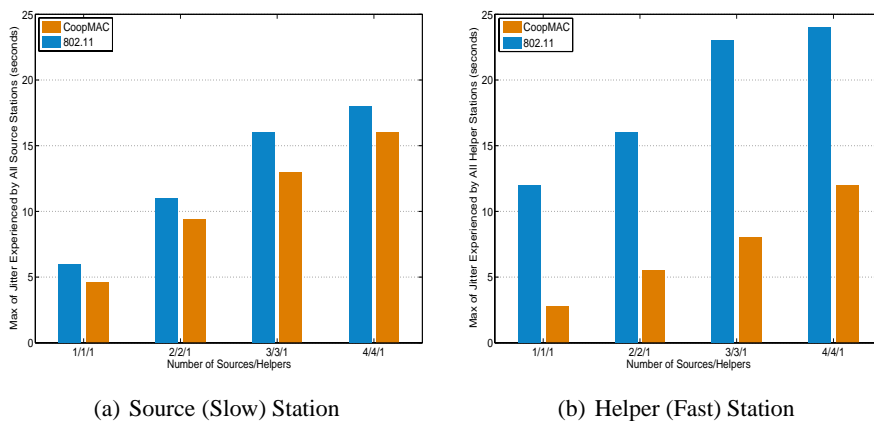 Max of Jitter Experienced by All Source Stations (seconds)
25
20
15
10
5
0
CoopMAC
802.11
1/1/1
2/2/1
3/3/1
4/4/1
Number of Sources/Helpers
(a) Source (Slow) Station
Max of Jitter Experienced by All Helper Stations (seconds)
25
20
15
10
5
0
CoopMAC
802.11
1/1/1
2/2/1
3/3/1
4/4/1
Number of Sources/Helpers
(b) Helper (Fast) Station